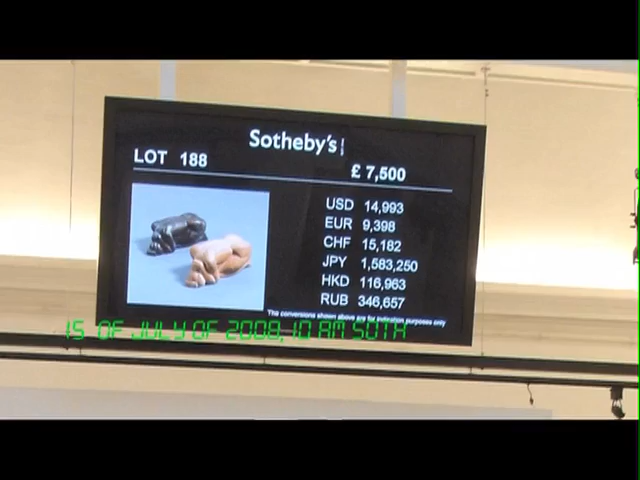 Sotheby's
LOT 188
£ 7,500
USD 14,993
EUR 9,398
CHF 15,182
JPY 1,583,250
HKD 116,963
RUB 346,657
The conversions shown above are for indication purposes only
15 OF JULY OF 2008, 10 AM SOTA